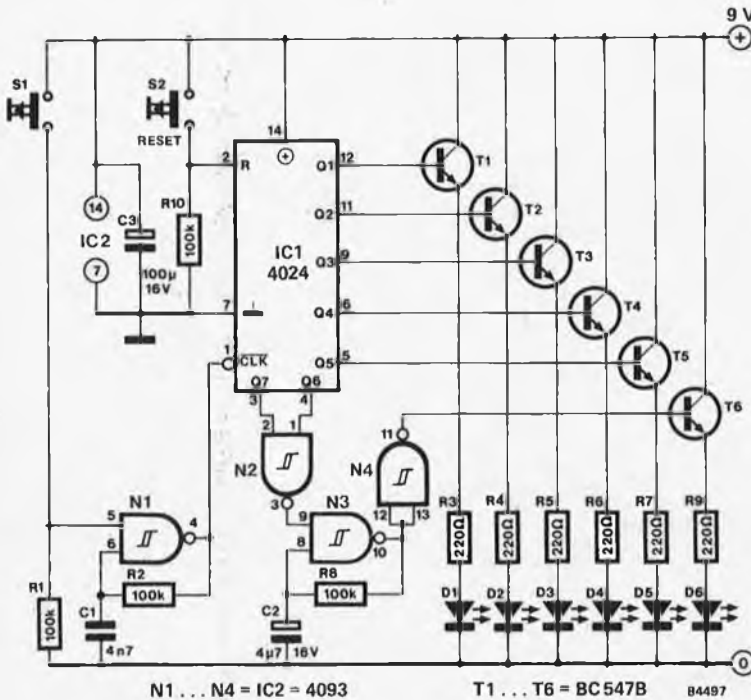 9 V
+
S1
S2
RESET
14
2
R
Q1
12
T1
14
C3
R10
100k
11
Q2
T2
IC2
IC1
4024
Q3
9
T3
7
100µ
16V
7
⊥
Q4
6
T4
1
CLK
Q5
5
T5
Q7
Q6
3
4
2
1
11
T6
N2
N4
N1
3
N3
12
13
R3
R4
R5
R6
R7
R9
5
4
9
220Ω
220Ω
220Ω
220Ω
220Ω
220Ω
6
8
10
R1
100k
R2
100k
R8
100k
D1
D2
D3
D4
D5
D6
C1
4n7
C2
4µ7
16V
0
N1 . . . N4 = IC2 = 4093
T1 . . . T6 = BC547B
84497